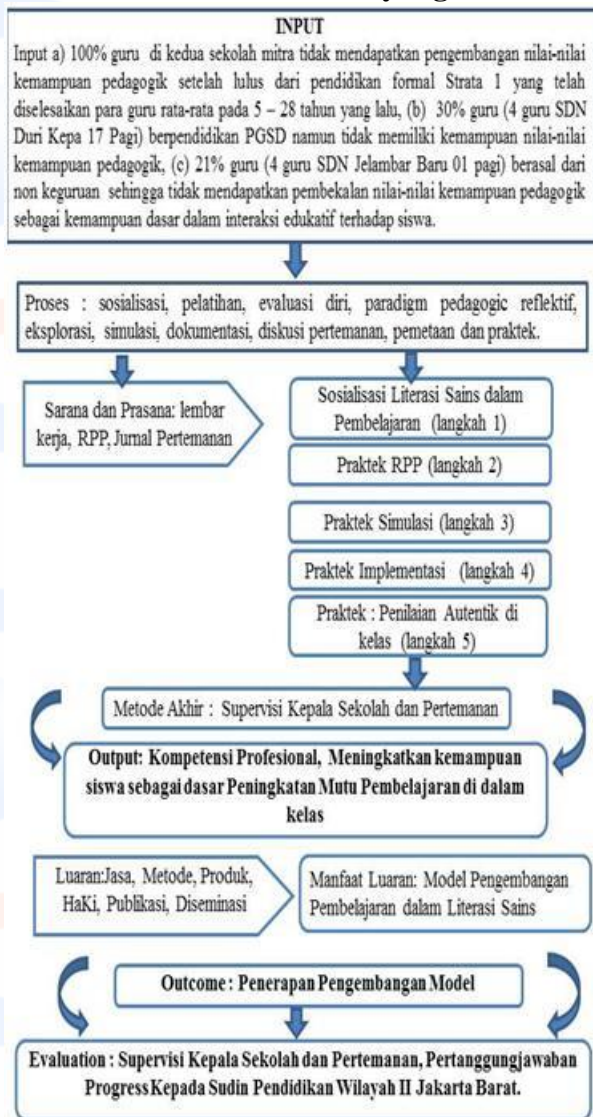 INPUT
Input a) 100% guru di kedua sekolah mitra tidak mendapatkan pengembangan nilai-nilai
kemampuan pedagogik setelah lulus dari pendidikan formal Strata 1 yang telah
diselesaikan para guru rata-rata pada 5 – 28 tahun yang lalu, (b) 30% guru (4 guru SDN
Duri Kepa 17 Pagi) berpendidikan PGSD namun tidak memiliki kemampuan nilai-nilai
kemampuan pedagogik, (c) 21% guru (4 guru SDN Jelambar Baru 01 pagi) berasal dari
non keguruan sehingga tidak mendapatkan pembekalan nilai-nilai kemampuan pedagogik
sebagai kemampuan dasar dalam interaksi edukatif terhadap siswa.
Proses : sosialisasi, pelatihan, evaluasi diri, paradigm pedagogic reflektif,
eksplorasi, simulasi, dokumentasi, diskusi pertemanan, pemetaan dan praktek.
Sarana dan Prasana: lembar
kerja, RPP, Jurnal Pertemanan
Sosialisasi Literasi Sains dalam
Pembelajaran (langkah 1)
Praktek RPP (langkah 2)
Praktek Simulasi (langkah 3)
Praktek Implementasi (langkah 4)
Praktek : Penilaian Autentik di
kelas (langkah 5)
Metode Akhir : Supervisi Kepala Sekolah dan Pertemanan
Output: Kompetensi Profesional, Meningkatkan kemampuan
siswa sebagai dasar Peningkatan Mutu Pembelajaran di dalam
kelas
Luaran:Jasa, Metode, Produk,
HaKi, Publikasi, Diseminasi
Manfaat Luaran: Model Pengembangan
Pembelajaran dalam Literasi Sains
Outcome : Penerapan Pengembangan Model
Evaluation : Supervisi Kepala Sekolah dan Pertemanan, Pertanggungjawaban
Progress Kepada Sudin Pendidikan Wilayah II Jakarta Barat.